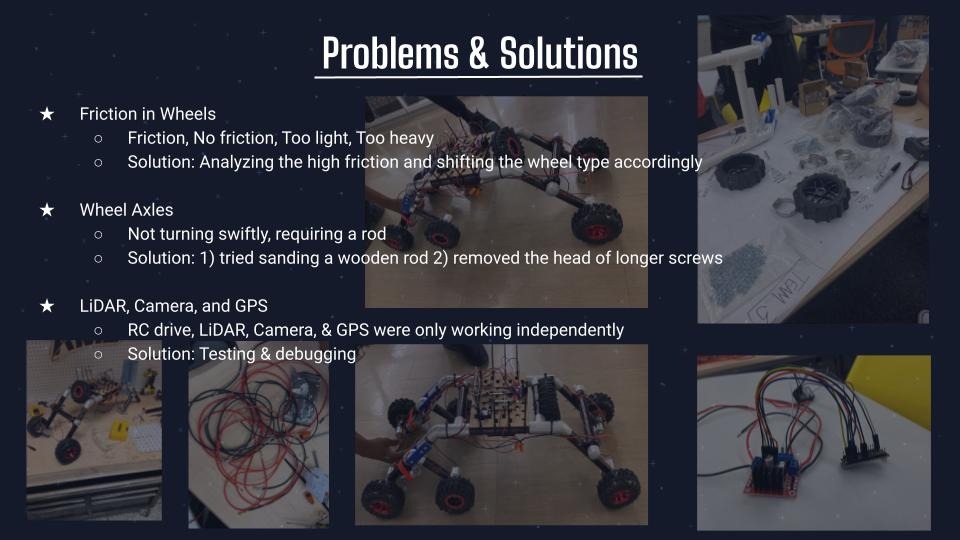 Problems & Solutions
★ Friction in Wheels
○ Friction, No friction, Too light, Too heavy
○ Solution: Analyzing the high friction and shifting the wheel type accordingly
★ Wheel Axles
○ Not turning swiftly, requiring a rod
○ Solution: 1) tried sanding a wooden rod 2) removed the head of longer screws
★ LiDAR, Camera, and GPS
○ RC drive, LiDAR, Camera, & GPS were only working independently
○ Solution: Testing & debugging
TEAM